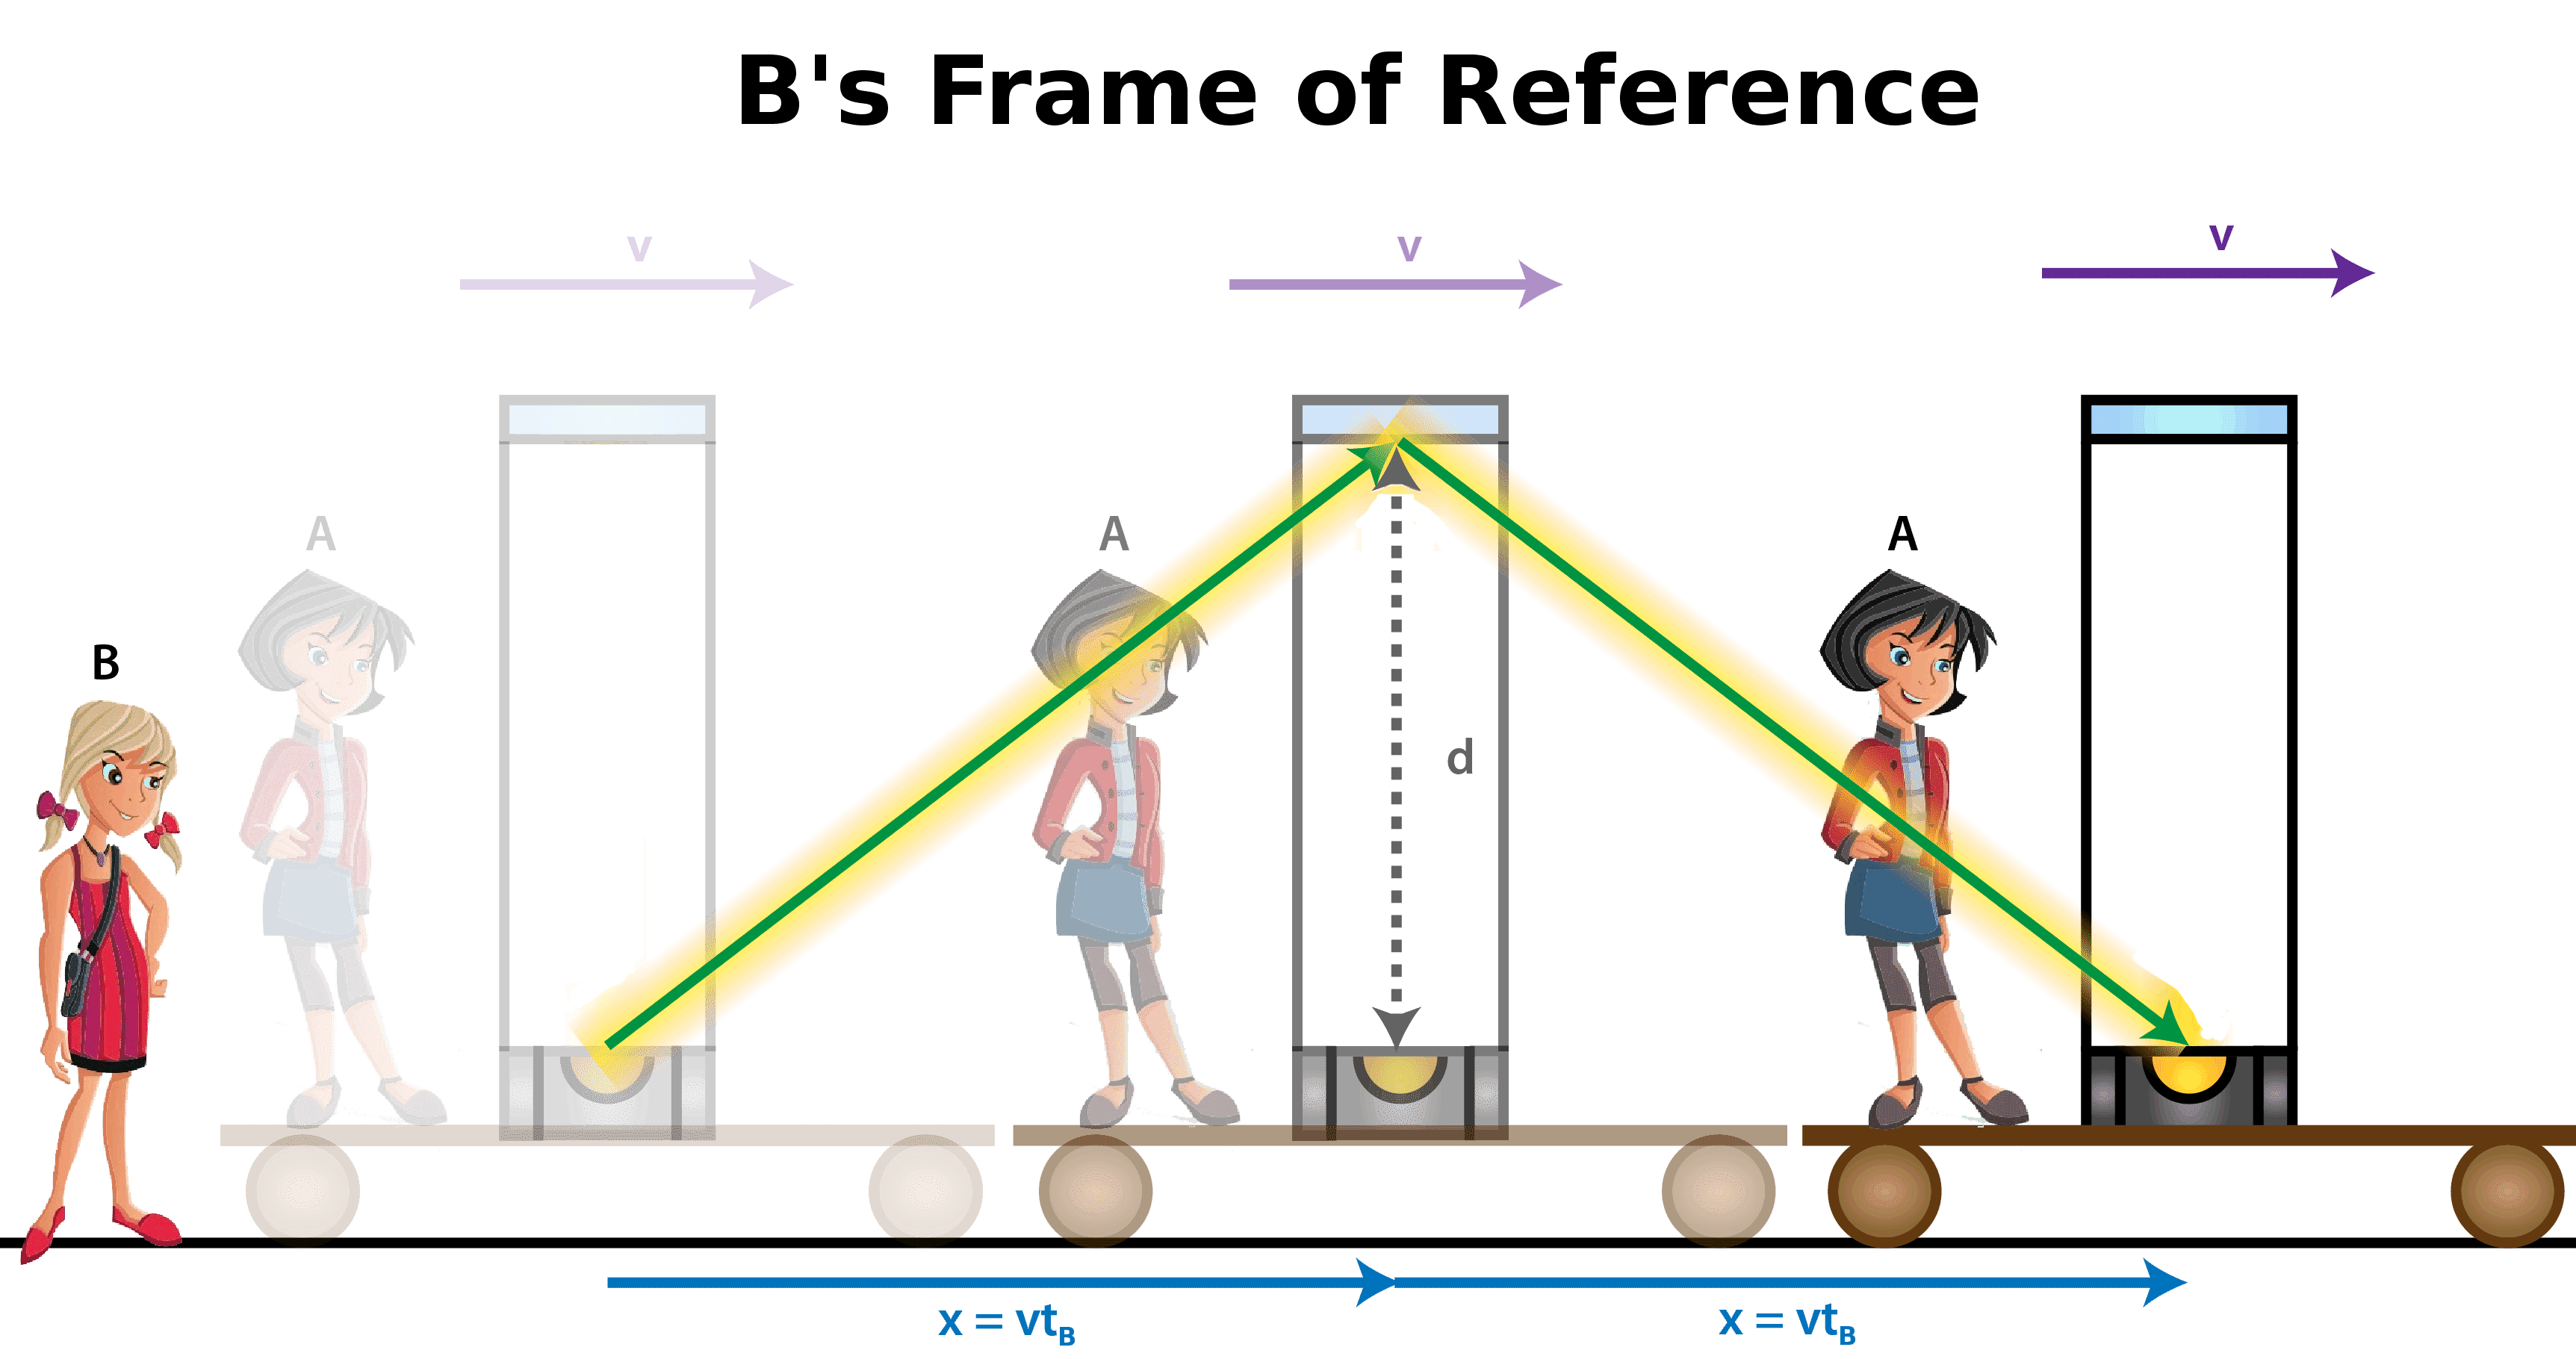 B's Frame of Reference
v
v
v
A
A
A
B
d
x = vt_B
x = vt_B